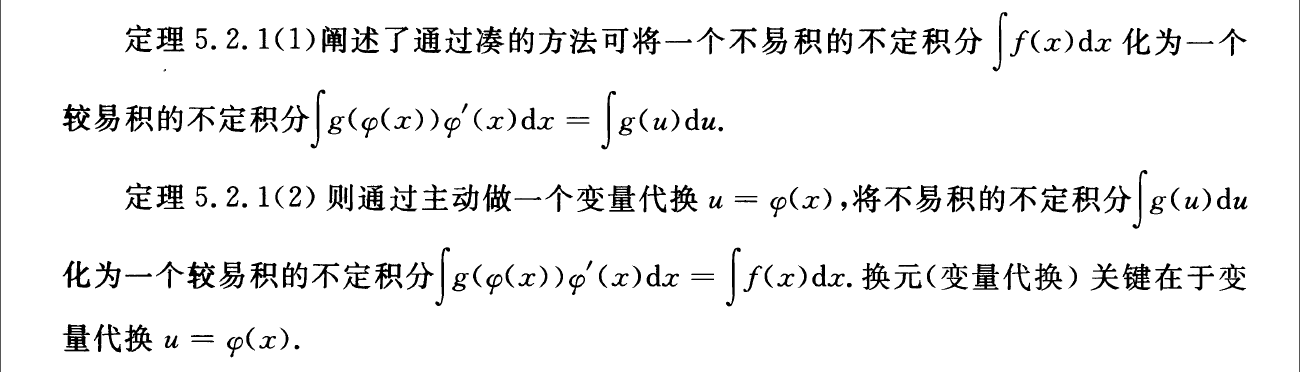 定理 5.2.1(1)阐述了通过凑的方法可将一个不易积的不定积分∫f(x)dx 化为一个
较易积的不定积分∫g(φ(x))φ′(x)dx = ∫g(u)du.
定理 5.2.1(2) 则通过主动做一个变量代换 u = φ(x),将不易积的不定积分∫g(u)du
化为一个较易积的不定积分∫g(φ(x))φ′(x)dx = ∫f(x)dx. 换元(变量代换) 关键在于变
量代换 u = φ(x).